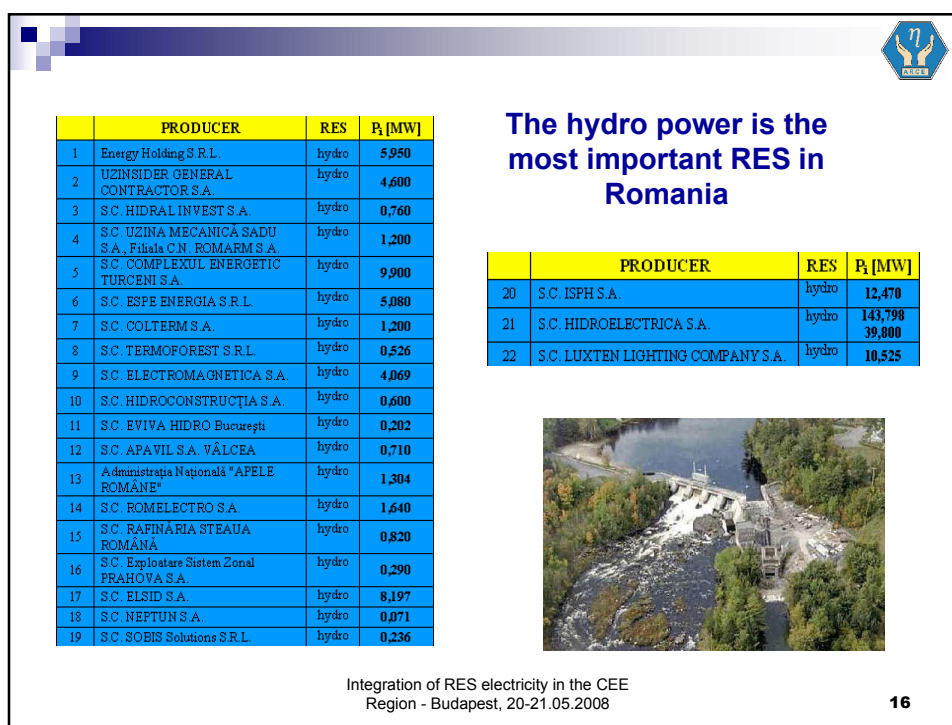 η
ARCE
The hydro power is the
most important RES in
Romania
PRODUCER RES Pi [MW]
1 Energy Holding S.R.L. hydro 5,950
2 UZINSIDER GENERAL
CONTRACTOR S.A. hydro 4,600
3 S.C. HIDRAL INVEST S.A. hydro 0,760
4 S.C. UZINA MECANICĂ SADU
S.A., Filiala C.N. ROMARM S.A. hydro 1,200
5 S.C. COMPLEXUL ENERGETIC
TURCENI S.A. hydro 9,900
6 S.C. ESPE ENERGIA S.R.L. hydro 5,080
7 S.C. COLTERM S.A. hydro 1,200
8 S.C. TERMOFOREST S.R.L. hydro 0,526
9 S.C. ELECTROMAGNETICA S.A. hydro 4,069
10 S.C. HIDROCONSTRUCŢIA S.A. hydro 0,600
11 S.C. EVIVA HIDRO Bucureşti hydro 0,202
12 S.C. APAVIL S.A. VÂLCEA hydro 0,710
13 Administraţia Naţională "APELE
ROMÂNE" hydro 1,304
14 S.C. ROMELECTRO S.A. hydro 1,640
15 S.C. RAFINĂRIA STEAUA
ROMÂNĂ hydro 0,820
16 S.C. Exploatare Sistem Zonal
PRAHOVA S.A. hydro 0,290
17 S.C. ELSID S.A. hydro 8,197
18 S.C. NEPTUN S.A. hydro 0,071
19 S.C. SOBIS Solutions S.R.L. hydro 0,236
PRODUCER RES Pi [MW]
20 S.C. ISPH S.A. hydro 12,470
21 S.C. HIDROELECTRICA S.A. hydro 143,798
39,800
22 S.C. LUXTEN LIGHTING COMPANY S.A. hydro 10,525
Integration of RES electricity in the CEE
Region - Budapest, 20-21.05.2008
16